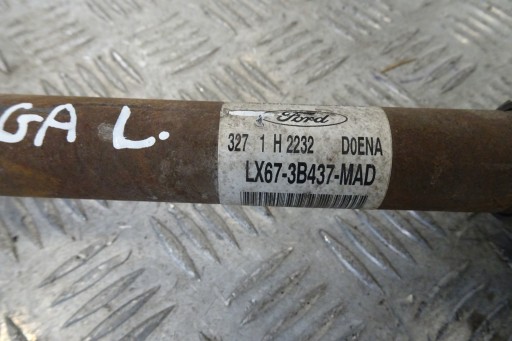 GA L.
Ford
327 1 H 2232 D0ENA
LX67-3B437-MAD